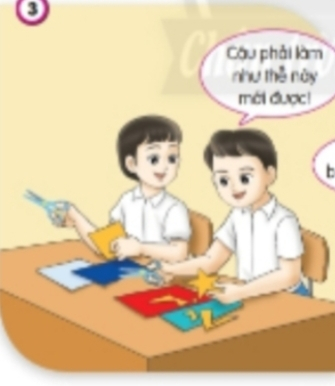 3
Cậu phải làm
như thế này
mới được!
b